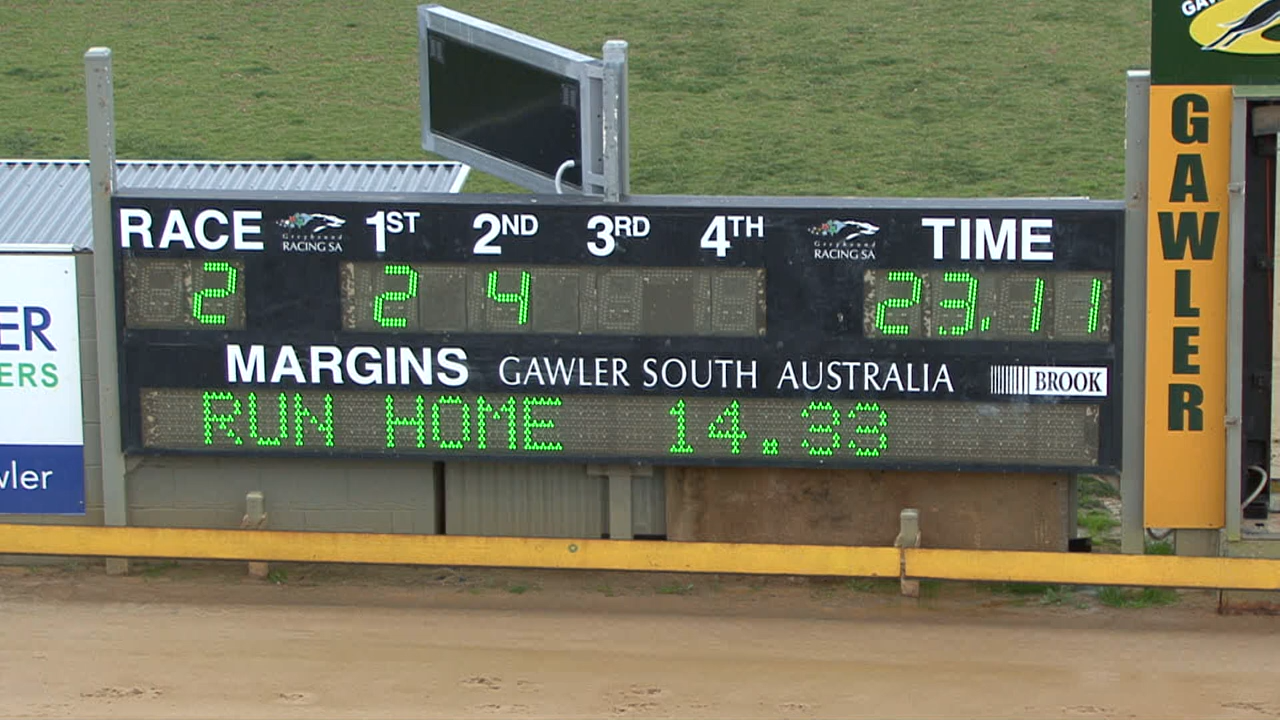 GAWLER
RACE Greyhound RACING SA 1ST 2ND 3RD 4TH Greyhound RACING SA TIME
2 2 4 23.11
MARGINS GAWLER SOUTH AUSTRALIA BROOK
RUN HOME 14.33
ER
ERS
wler